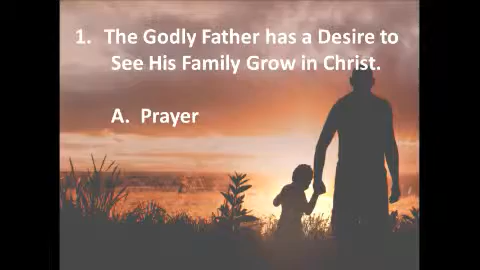 1. The Godly Father has a Desire to
See His Family Grow in Christ.
A. Prayer